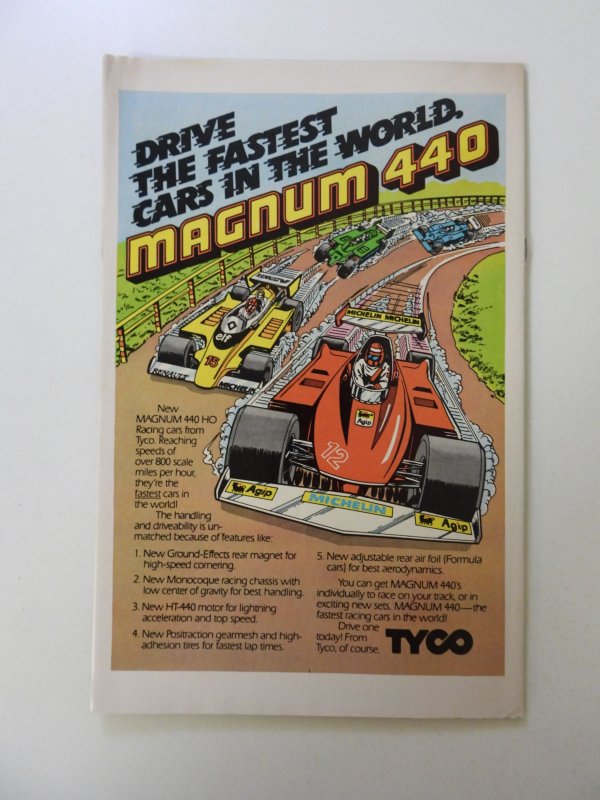 DRIVE
THE FASTEST
CARS IN THE WORLD.
MAGNUM 440
MICHELIN MICHELIN
elf
15
RENAULT
MICHELIN
Agip
12
Agip
MICHELIN
Agip
New
MAGNUM 440 HO
Racing cars from
Tyco. Reaching
speeds of
over 800 scale
miles per hour,
they're the
fastest cars in
the world!
The handling
and driveability is un-
matched because of features like:
1. New Ground-Effects rear magnet for
high-speed cornering.
2. New Monocoque racing chassis with
low center of gravity for best handling.
3. New HT-440 motor for lightning
acceleration and top speed.
4. New Positraction gearmesh and high-
adhesion tires for fastest lap times.
5. New adjustable rear air foil (Formula
cars) for best aerodynamics.
You can get MAGNUM 440's
individually to race on your track, or in
exciting new sets. MAGNUM 440—the
fastest racing cars in the world!
Drive one
today! From
Tyco, of course.
TYCO